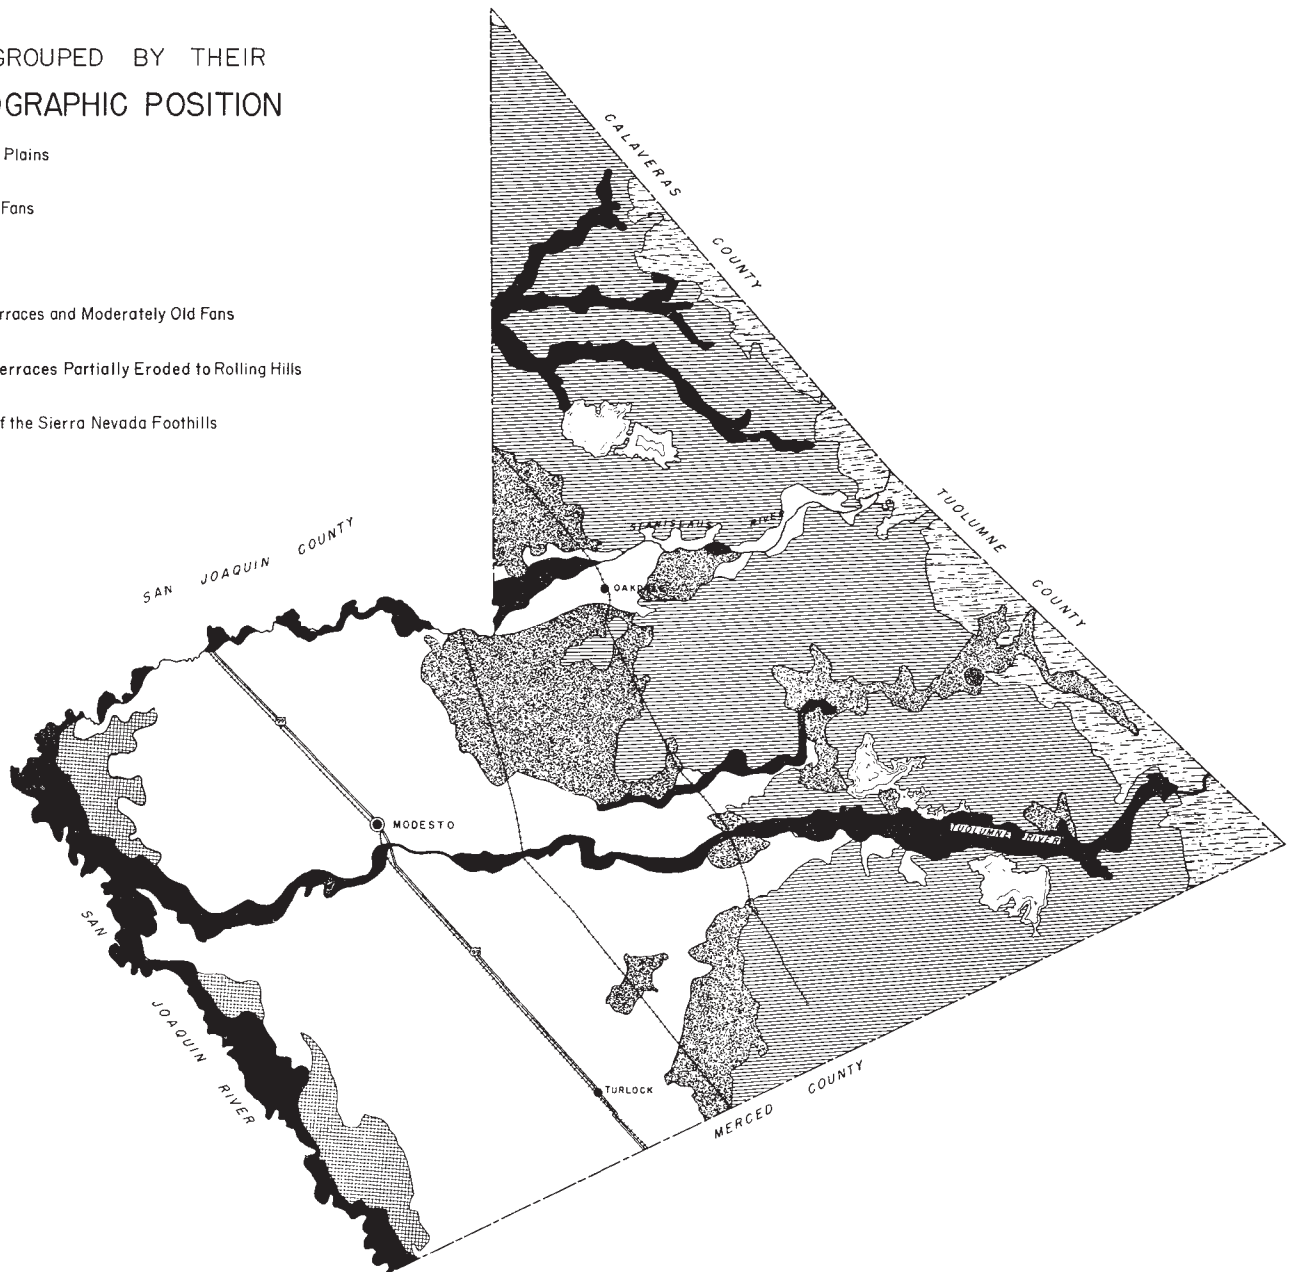 GROUPED BY THEIR
OGRAPHIC POSITION
Plains
Fans
rraces and Moderately Old Fans
erraces Partially Eroded to Rolling Hills
f the Sierra Nevada Foothills
CALAVERAS COUNTY
TUOLUMNE COUNTY
SAN JOAQUIN COUNTY
STANISLAUS RIVER
MODESTO
TUOLUMNE RIVER
SAN JOAQUIN RIVER
TURLOCK
MERCED COUNTY